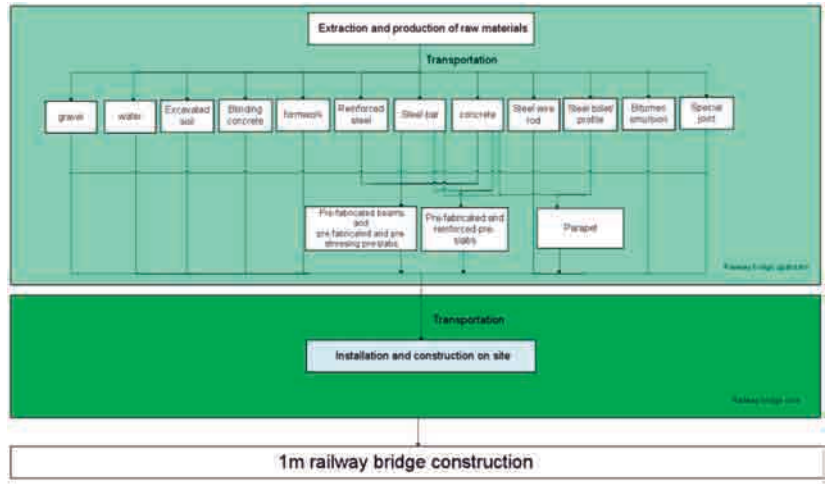 Extraction and production of raw materials
Transportation
gravel
water
Excavated
soil
Blinding
concrete
formwork
Reinforced
steel
Steel bar
concrete
Steel wire
rod
Steel billet/
profile
Bitumen
emulsion
Special
joint
Pre-fabricated beams
and
pre-fabricated and pre-
stressing pre-slabs
Pre-fabricated and
reinforced pre-
slabs
Parapet
Railway bridge upstream
Transportation
Installation and construction on site
Railway bridge core
1m railway bridge construction